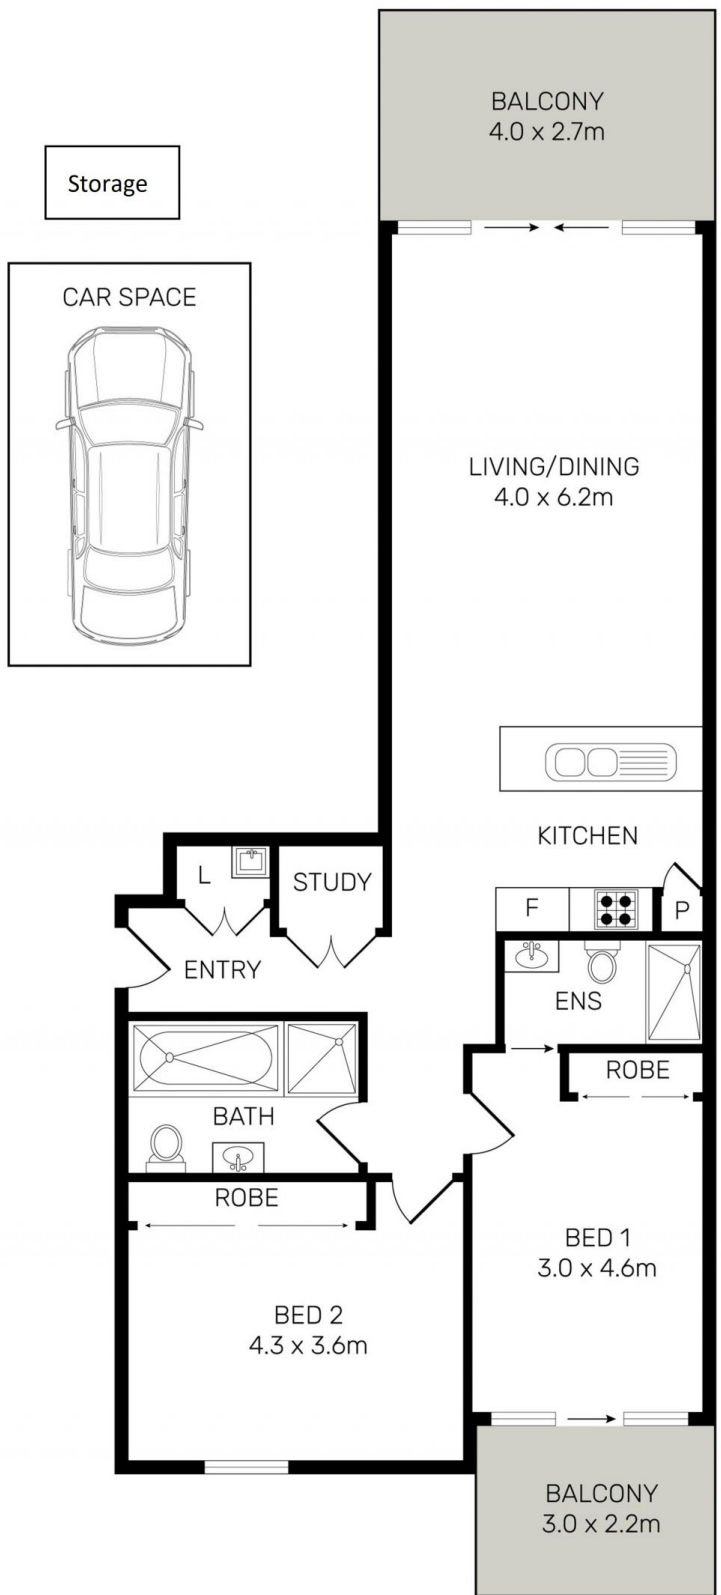 BALCONY
4.0 x 2.7m
Storage
CAR SPACE
LIVING/DINING
4.0 x 6.2m
KITCHEN
L
STUDY
F
P
ENTRY
ENS
ROBE
BATH
ROBE
BED 1
3.0 x 4.6m
BED 2
4.3 x 3.6m
BALCONY
3.0 x 2.2m